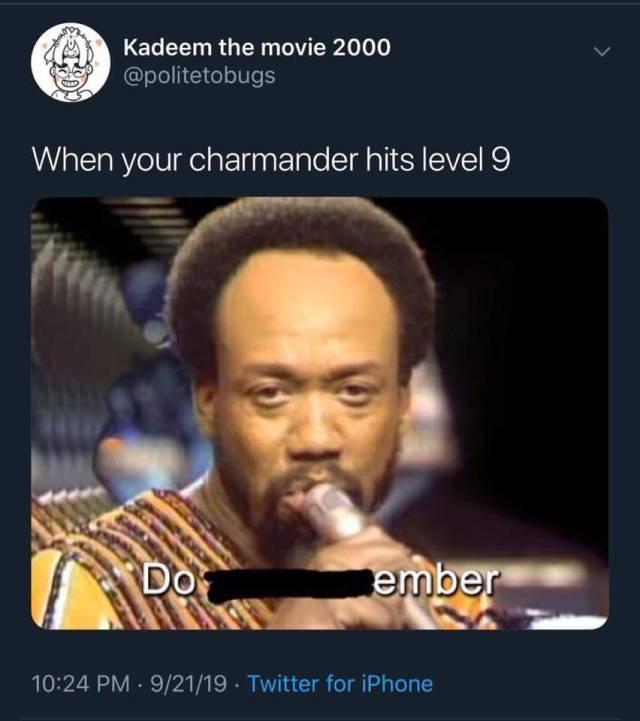 Kadeem the movie 2000
@politetobugs
When your charmander hits level 9
Do ember
10:24 PM · 9/21/19 · Twitter for iPhone